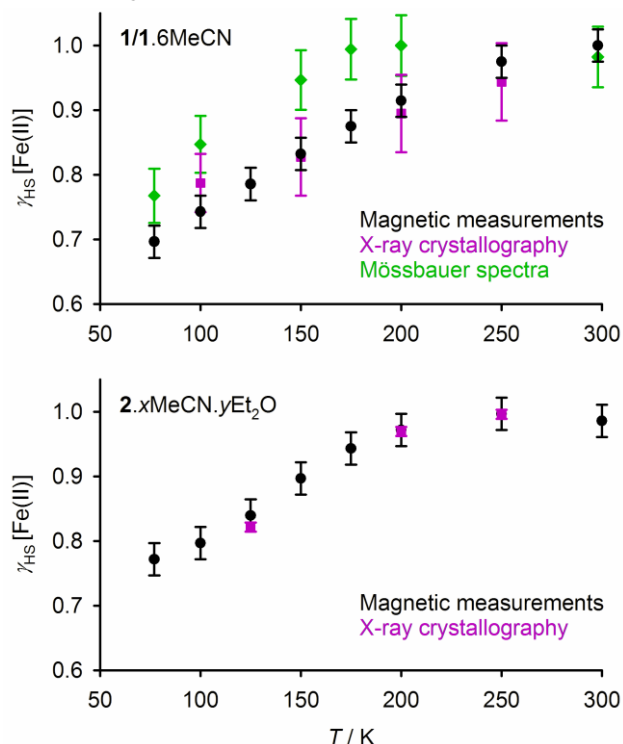 1/1.6MeCN
1.0
0.9
0.8
0.7
0.6
γHS [Fe(II)]
Magnetic measurements
X-ray crystallography
Mössbauer spectra
50 100 150 200 250 300
2.xMeCN.yEt₂O
1.0
0.9
0.8
0.7
0.6
γHS [Fe(II)]
Magnetic measurements
X-ray crystallography
50 100 150 200 250 300
T / K